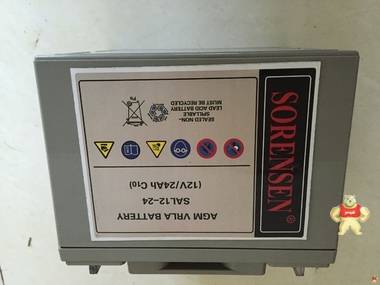 SORENSEN®
AGM VRLA BATTERY
SAL12-24
(12V/24Ah C10)
SEALED NON-
SPILLABLE
LEAD ACID BATTERY
MUST BE RECYCLED